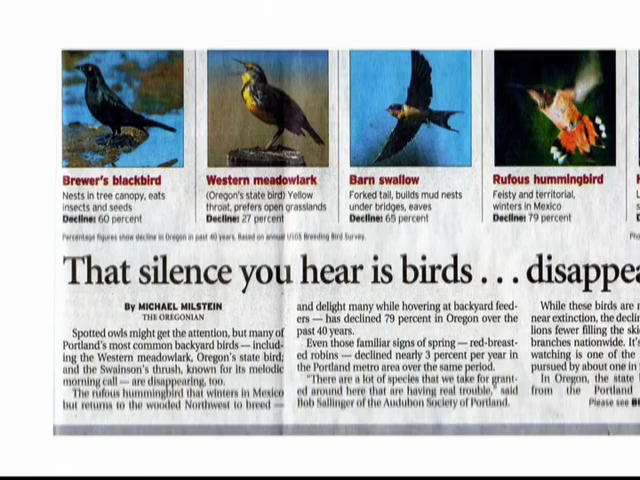 Brewer's blackbird
Nests in tree canopy, eats
insects and seeds
Decline: 60 percent
Western meadowlark
(Oregon's state bird) Yellow
throat, prefers open grasslands
Decline: 27 percent
Barn swallow
Forked tail, builds mud nests
under bridges, eaves
Decline: 65 percent
Rufous hummingbird
Feisty and territorial,
winters in Mexico
Decline: 79 percent
Percentage figures show decline in Oregon in past 40 years. Based on annual USGS Breeding Bird Survey.
That silence you hear is birds . . . disappea
By MICHAEL MILSTEIN
THE OREGONIAN
Spotted owls might get the attention, but many of
Portland's most common backyard birds — includ-
ing the Western meadowlark, Oregon's state bird;
and the Swainson's thrush, known for its melodic
morning call — are disappearing, too.
The rufous hummingbird that winters in Mexico
but returns to the wooded Northwest to breed —
and delight many while hovering at backyard feed-
ers — has declined 79 percent in Oregon over the
past 40 years.
Even those familiar signs of spring — red-breast-
ed robins — declined nearly 3 percent per year in
the Portland metro area over the same period.
"There are a lot of species that we take for grant-
ed around here that are having real trouble," said
Bob Sallinger of the Audubon Society of Portland.
While these birds are
near extinction, the declin
lions fewer filling the ski
branches nationwide. It's
watching is one of the
pursued by about one in
In Oregon, the state
from the Portland
Please see